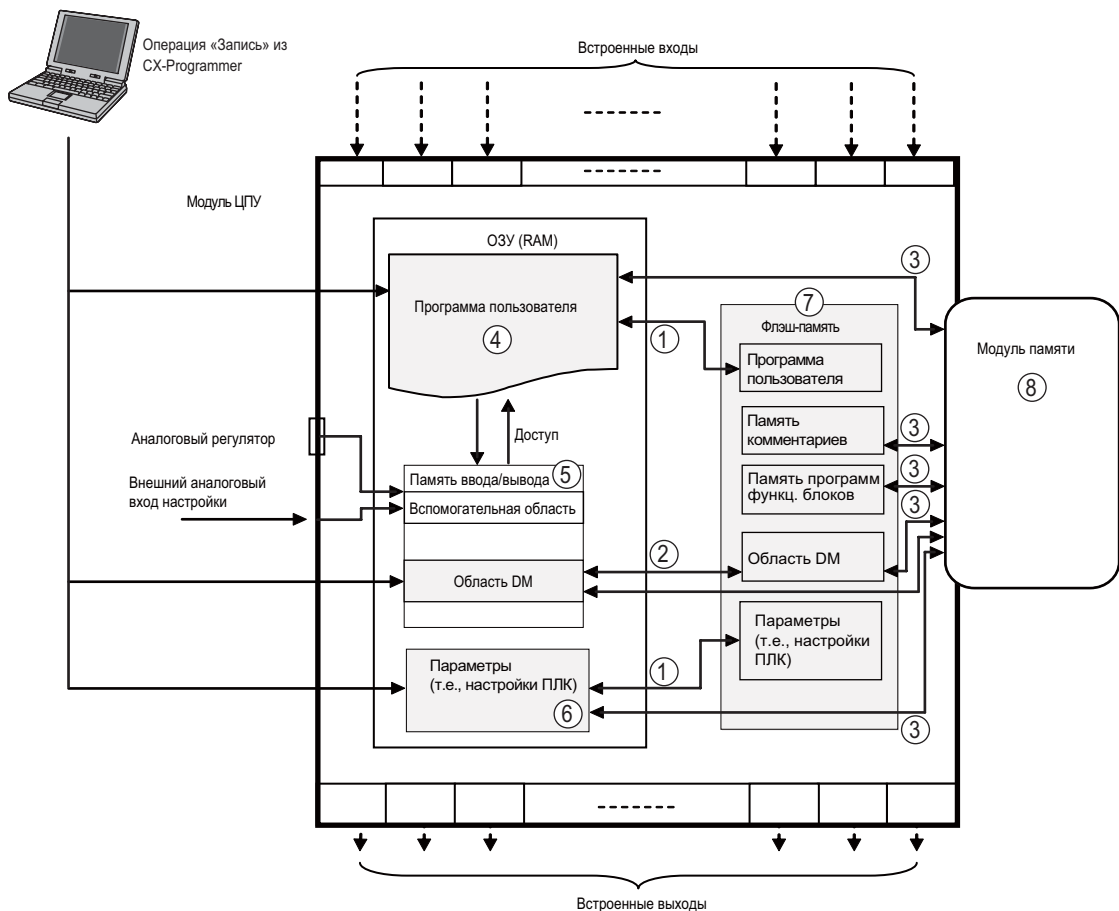 Операция «Запись» из
CX-Programmer
Встроенные входы
Модуль ЦПУ
ОЗУ (RAM)
Программа пользователя
4
3
1
7
Флэш-память
Программа
пользователя
Модуль памяти
8
Память
комментариев
3
Аналоговый регулятор
Доступ
Внешний аналоговый
вход настройки
Память ввода/вывода
5
Вспомогательная область
Память программ
функц. блоков
3
3
2
Область DM
Область DM
Параметры
(т.е., настройки ПЛК)
6
1
Параметры
(т.е., настройки
ПЛК)
3
Встроенные выходы